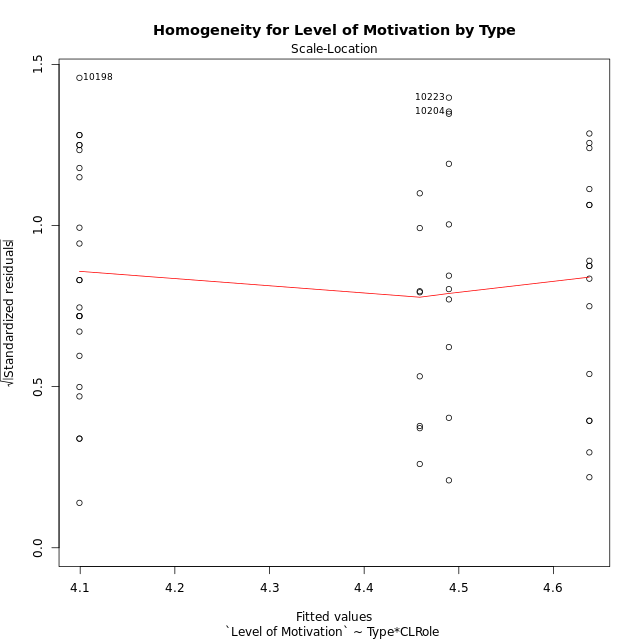 Homogeneity for Level of Motivation by Type
Scale-Location
1.5
1.0
0.5
0.0
√|Standardized residuals|
10198
10223
10204
4.1 4.2 4.3 4.4 4.5 4.6
Fitted values
`Level of Motivation` ~ Type*CLRole